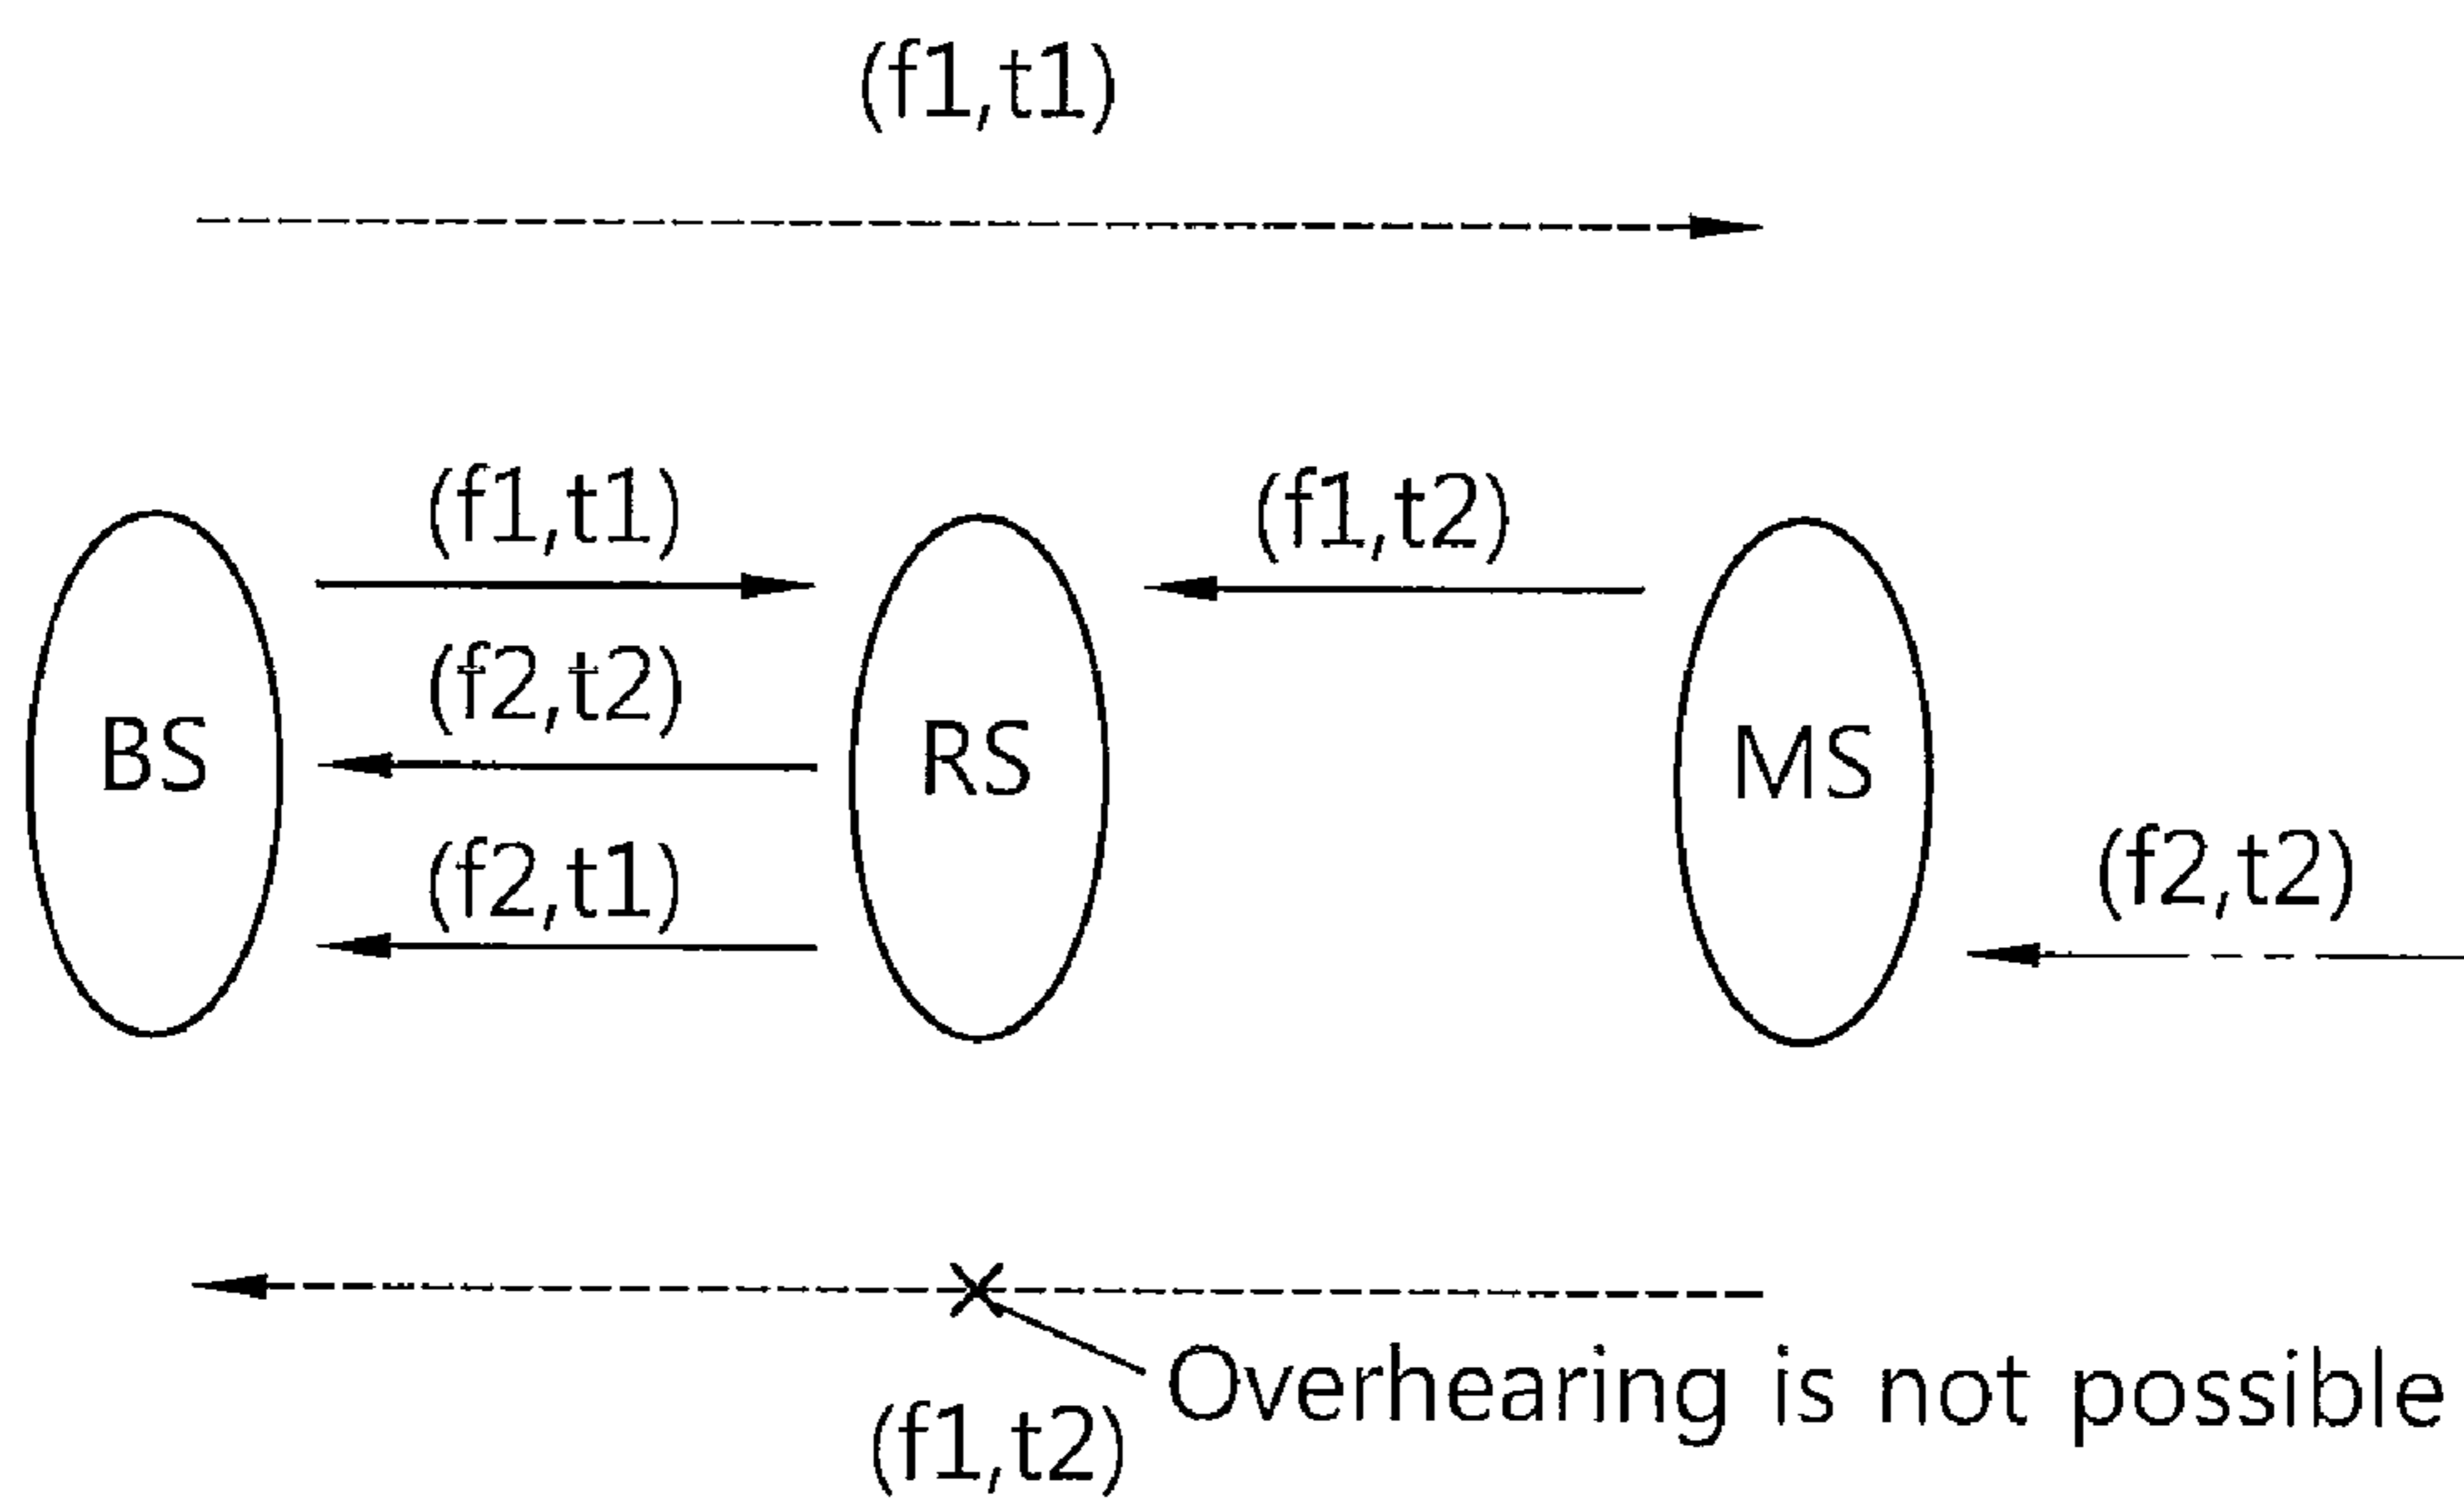 (f1,t1)
(f1,t1)
(f1,t2)
(f2,t2)
BS
RS
MS
(f2,t1)
(f2,t2)
Overhearing is not possible
(f1,t2)